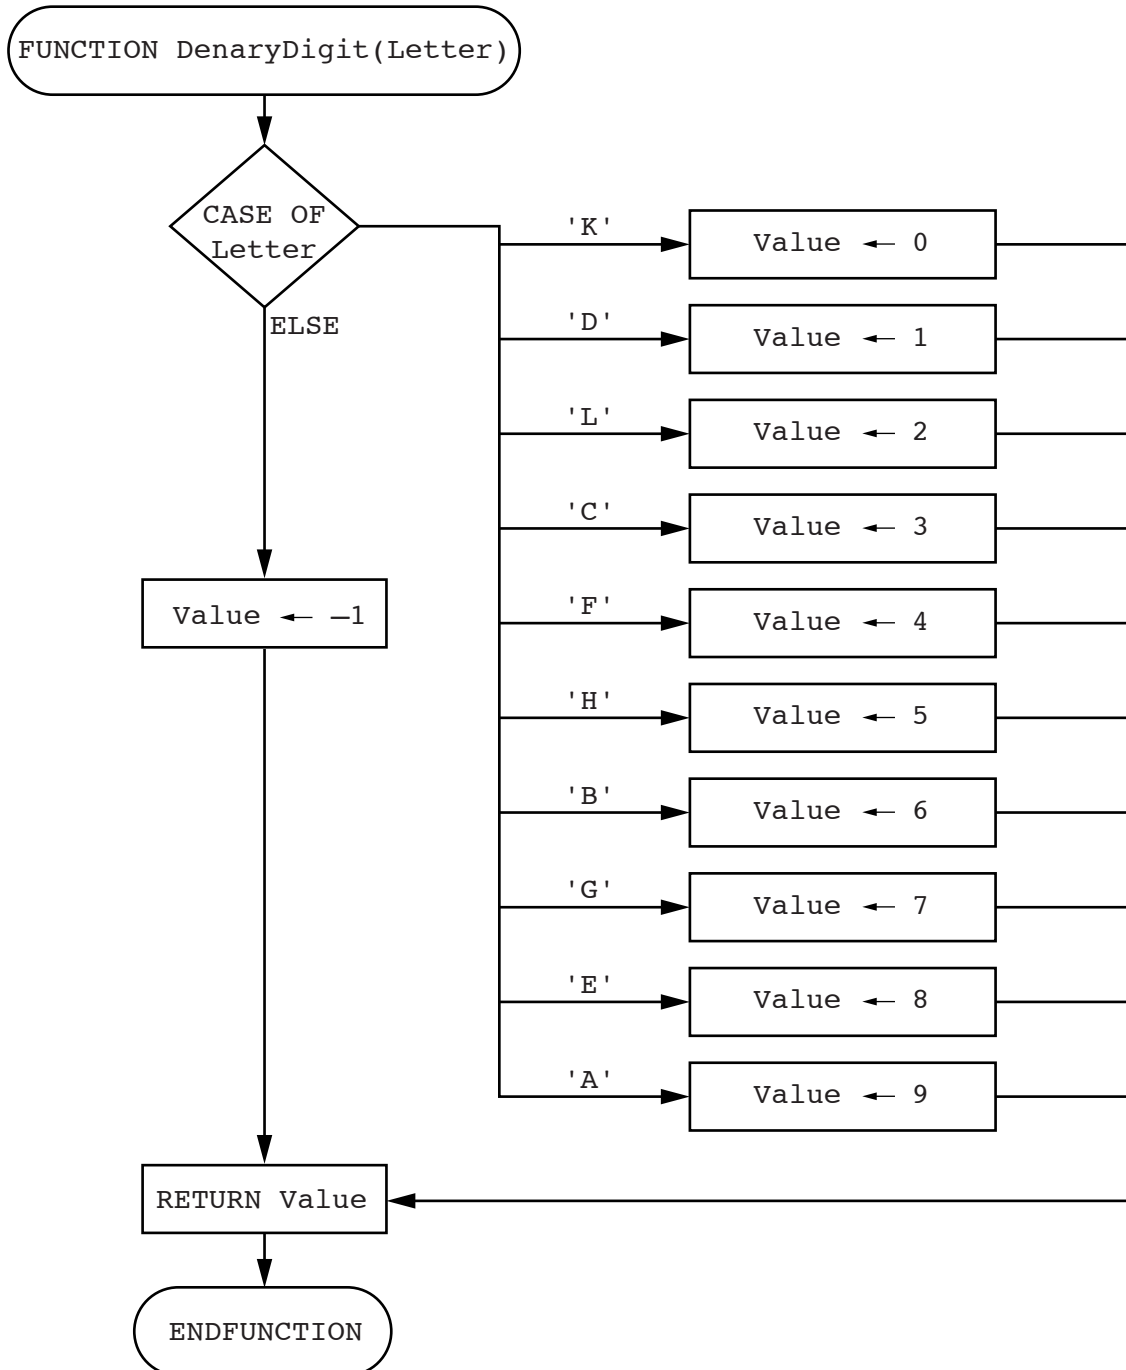 FUNCTION DenaryDigit(Letter)
CASE OF
Letter
ELSE
'K'
Value ← 0
'D'
Value ← 1
'L'
Value ← 2
'C'
Value ← 3
'F'
Value ← 4
'H'
Value ← 5
'B'
Value ← 6
'G'
Value ← 7
'E'
Value ← 8
'A'
Value ← 9
Value ← –1
RETURN Value
ENDFUNCTION